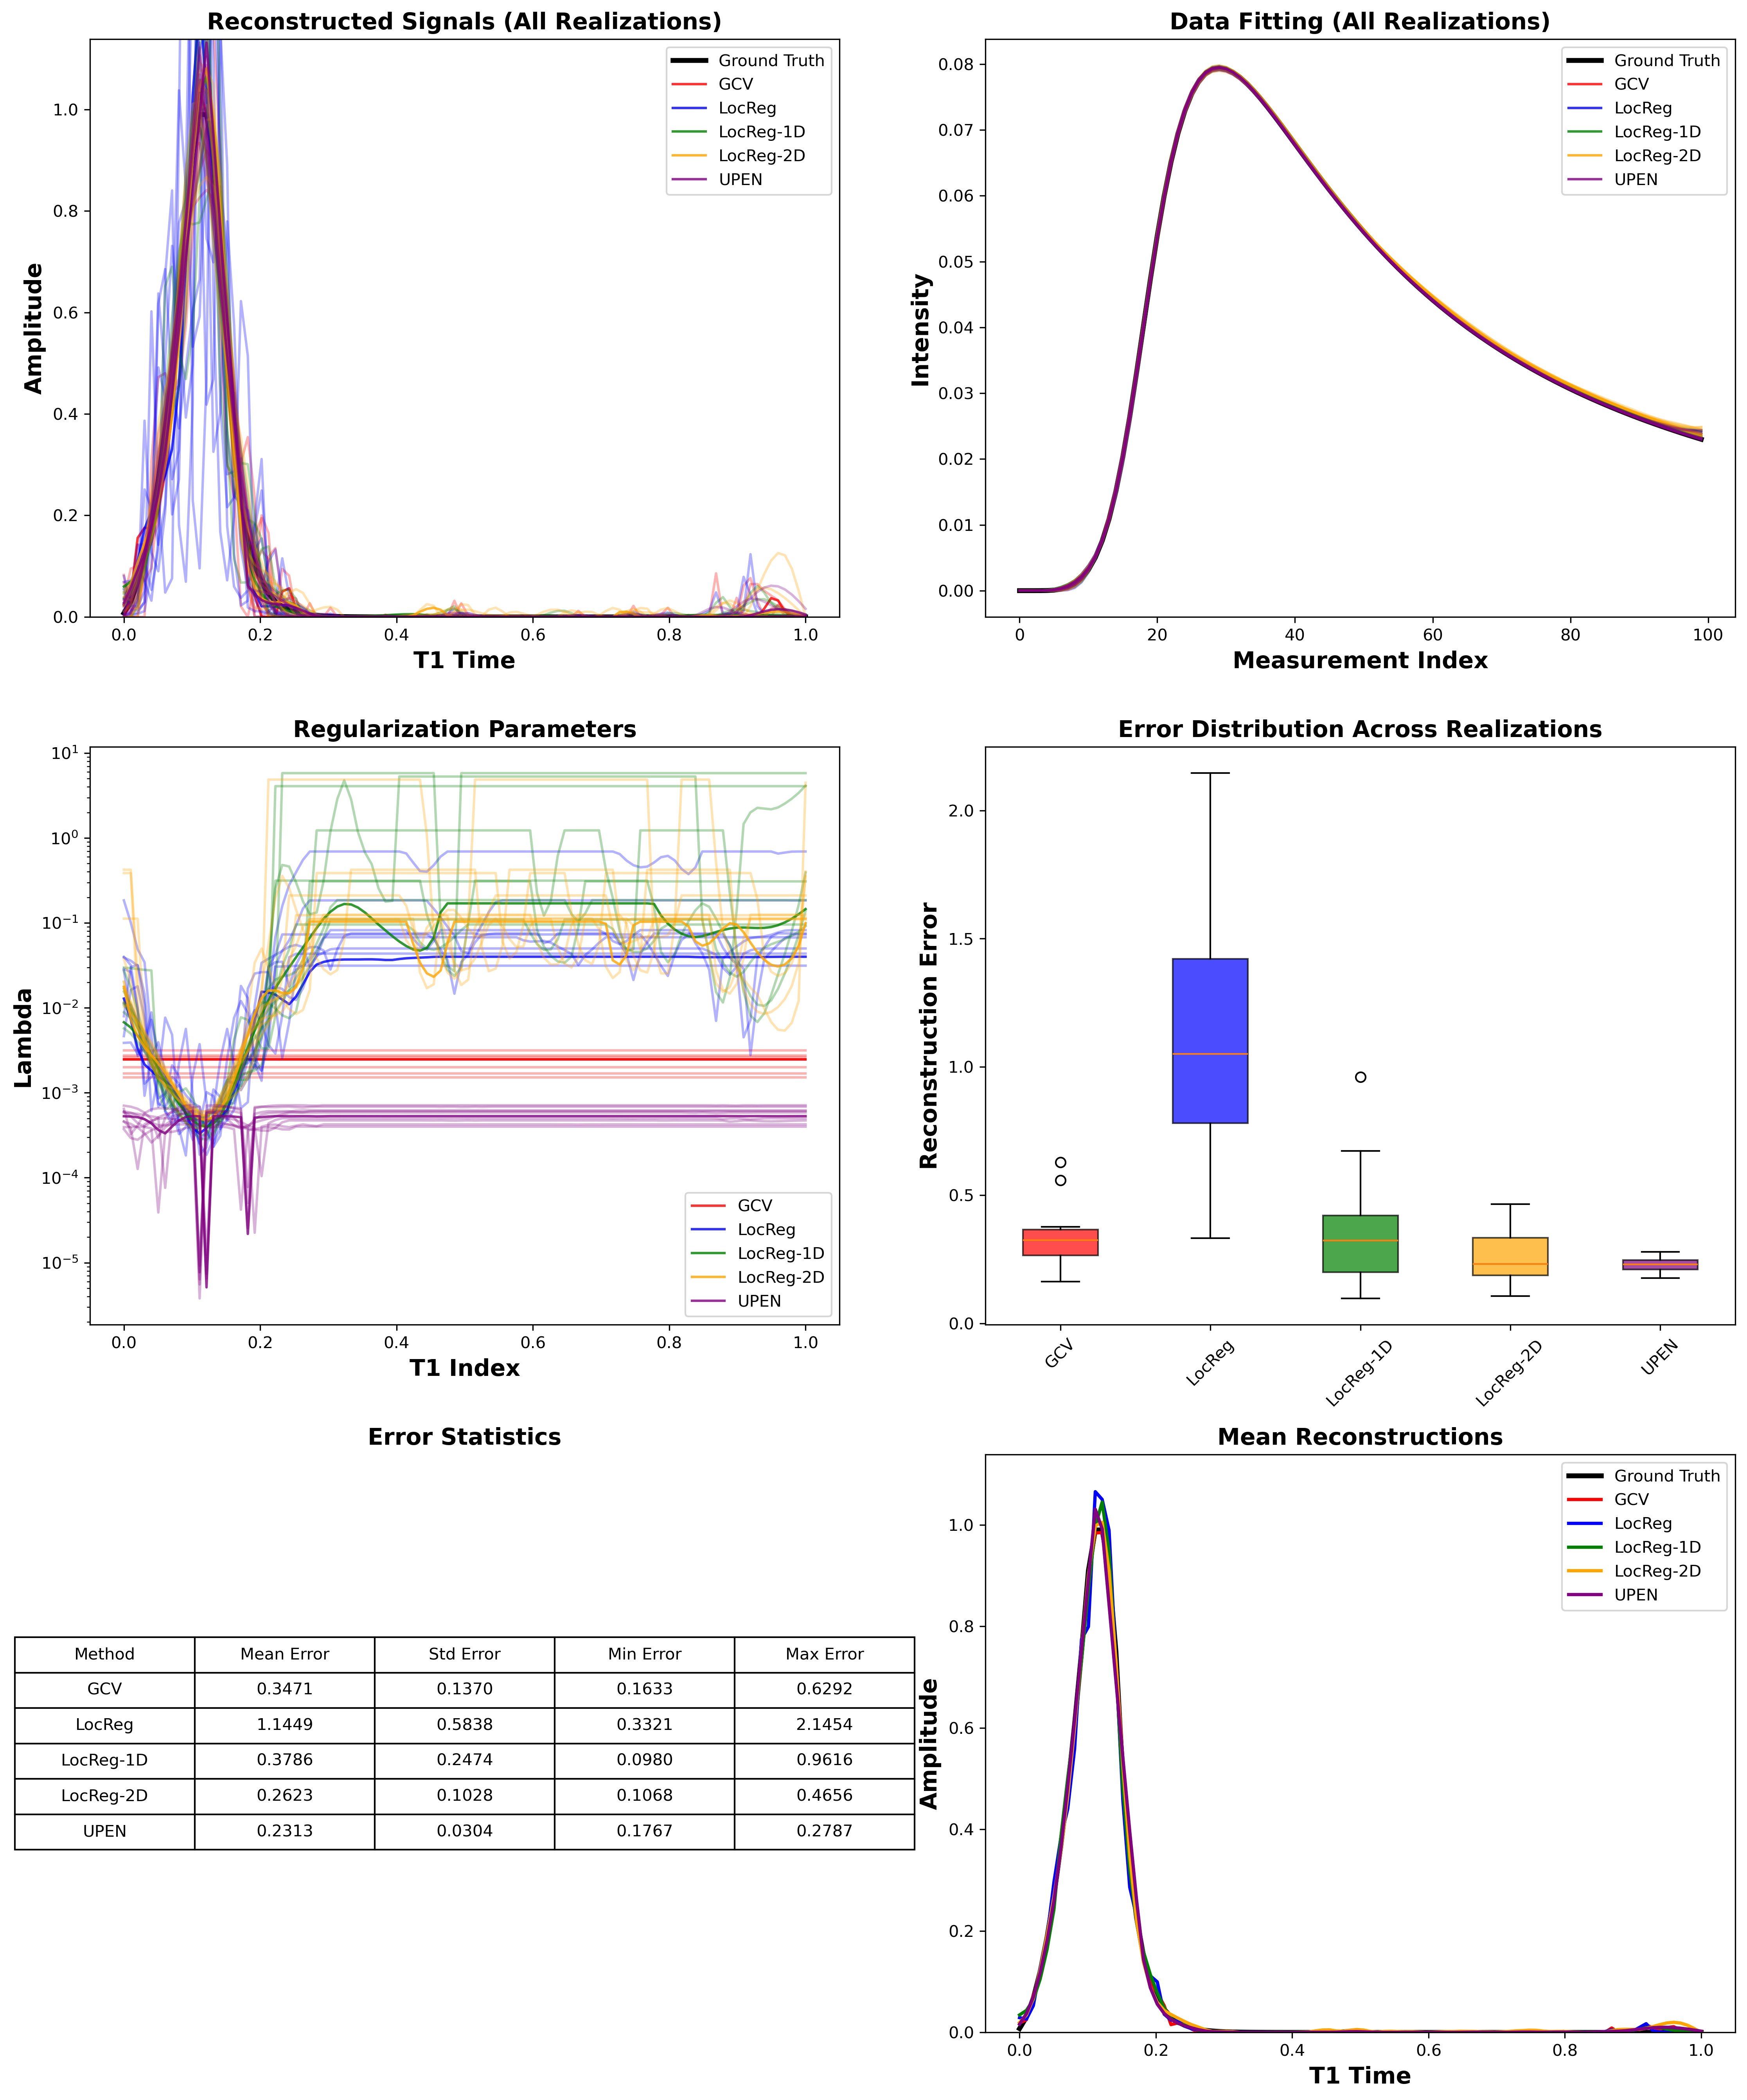 Reconstructed Signals (All Realizations)
Amplitude
1.0
0.8
0.6
0.4
0.2
0.0
0.0 0.2 0.4 0.6 0.8 1.0
T1 Time
Ground Truth
GCV
LocReg
LocReg-1D
LocReg-2D
UPEN
Data Fitting (All Realizations)
Intensity
0.08
0.07
0.06
0.05
0.04
0.03
0.02
0.01
0.00
0 20 40 60 80 100
Measurement Index
Ground Truth
GCV
LocReg
LocReg-1D
LocReg-2D
UPEN
Regularization Parameters
Lambda
10¹
10⁰
10⁻¹
10⁻²
10⁻³
10⁻⁴
10⁻⁵
0.0 0.2 0.4 0.6 0.8 1.0
T1 Index
GCV
LocReg
LocReg-1D
LocReg-2D
UPEN
Error Distribution Across Realizations
Reconstruction Error
2.0
1.5
1.0
0.5
0.0
GCV LocReg LocReg-1D LocReg-2D UPEN
Error Statistics
Method Mean Error Std Error Min Error Max Error
GCV 0.3471 0.1370 0.1633 0.6292
LocReg 1.1449 0.5838 0.3321 2.1454
LocReg-1D 0.3786 0.2474 0.0980 0.9616
LocReg-2D 0.2623 0.1028 0.1068 0.4656
UPEN 0.2313 0.0304 0.1767 0.2787
Mean Reconstructions
Amplitude
1.0
0.8
0.6
0.4
0.2
0.0
0.0 0.2 0.4 0.6 0.8 1.0
T1 Time
Ground Truth
GCV
LocReg
LocReg-1D
LocReg-2D
UPEN